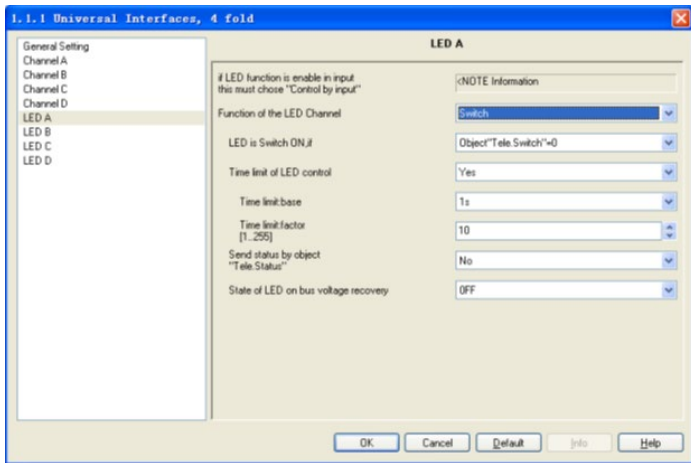 1.1.1 Universal Interfaces, 4 fold
General Setting
Channel A
Channel B
Channel C
Channel D
LED A
LED B
LED C
LED D
LED A
if LED function is enable in input
this must chose "Control by input"
<NOTE Information
Function of the LED Channel
Switch
LED is Switch ON,if
Object"Tele.Switch"=0
Time limit of LED control
Yes
Time limit:base
1s
Time limit:factor
[1..255]
10
Send status by object
"Tele.Status"
No
State of LED on bus voltage recovery
OFF
OK
Cancel
Default
Info
Help